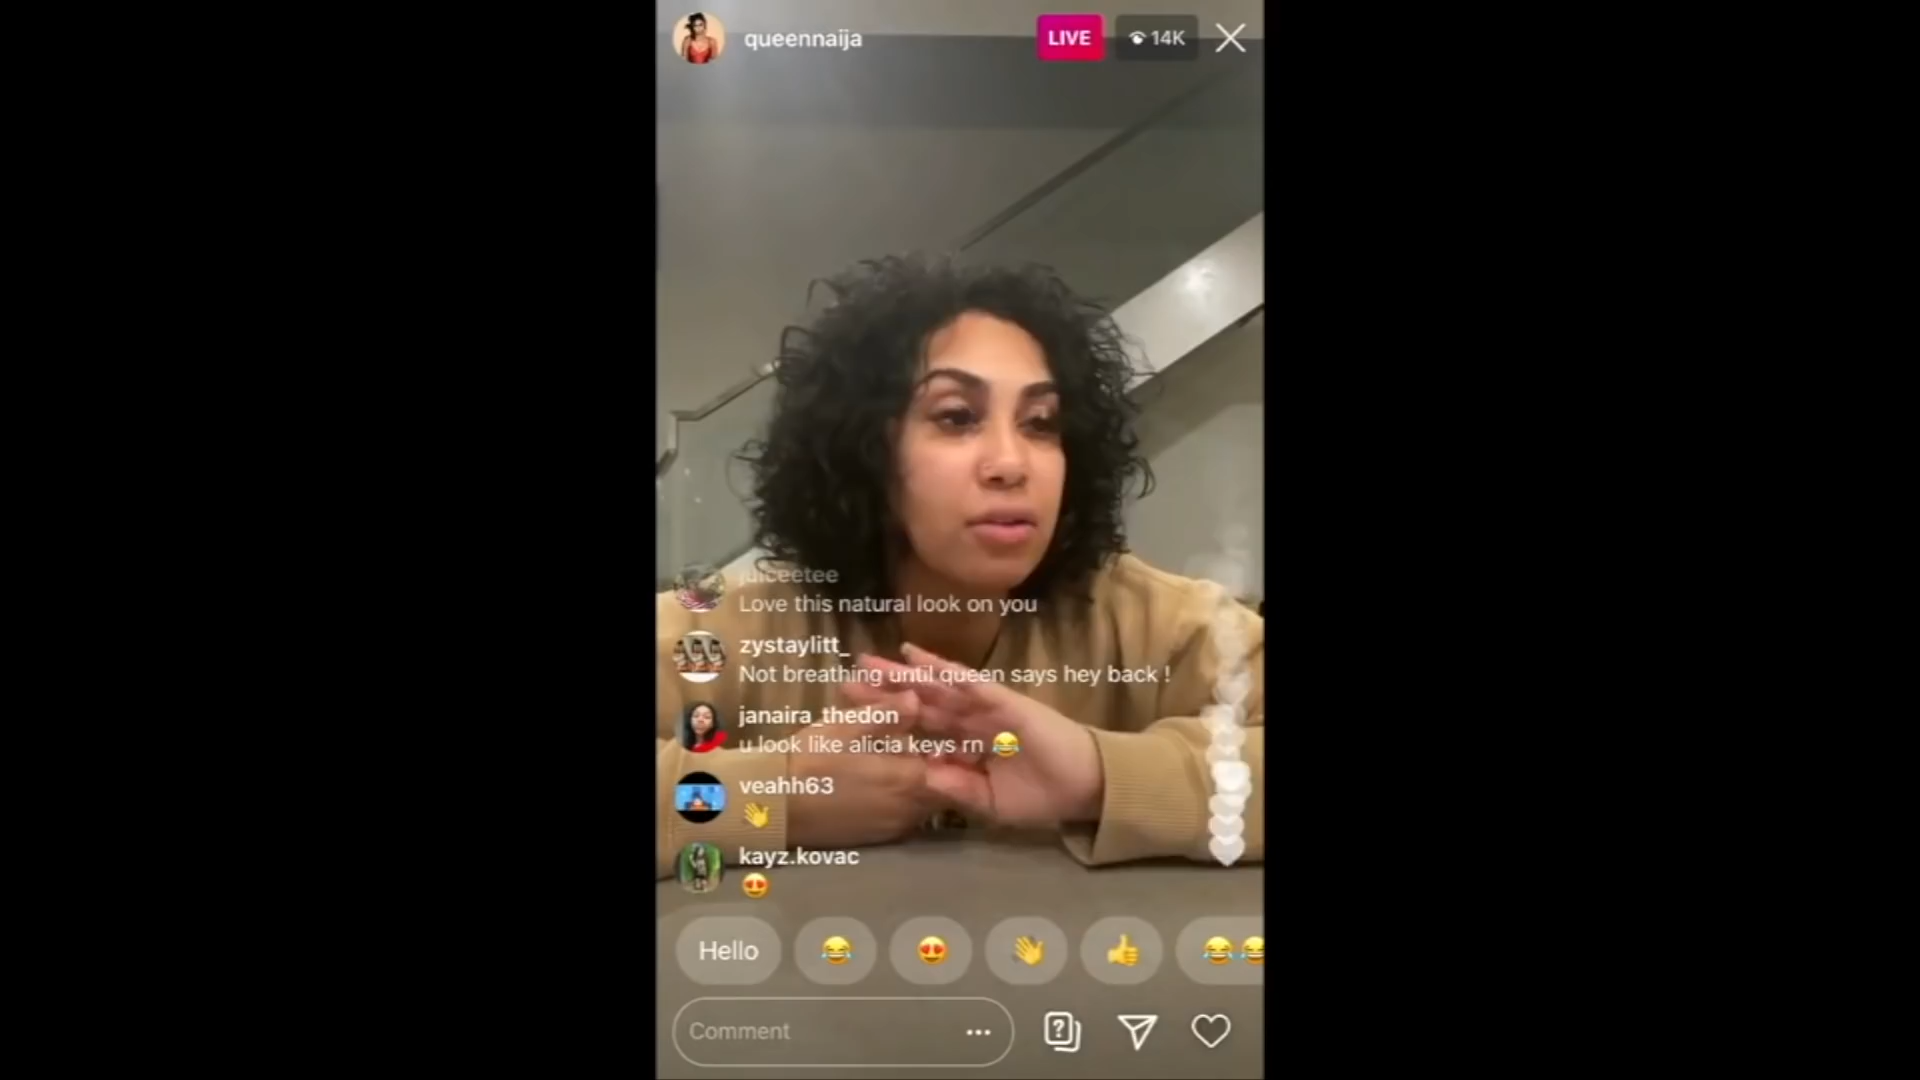 queennaija
LIVE
14K
juiceetee
Love this natural look on you
zystaylitt_
Not breathing until queen says hey back !
janaira_thedon
u look like alicia keys rn 😂
veahh63
👋
kayz.kovac
😍
Hello 😂 😍 👋 👍 😂😂
Comment